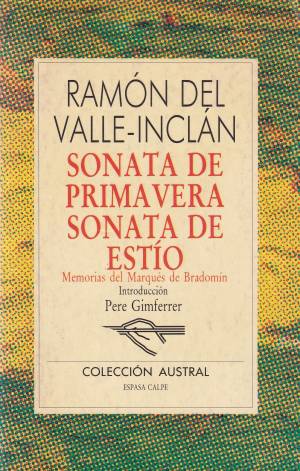 RAMÓN DEL
VALLE-INCLÁN
SONATA DE
PRIMAVERA
SONATA DE
ESTÍO
Memorias del Marqués de Bradomín
Introducción
Pere Gimferrer
COLECCIÓN AUSTRAL
ESPASA CALPE